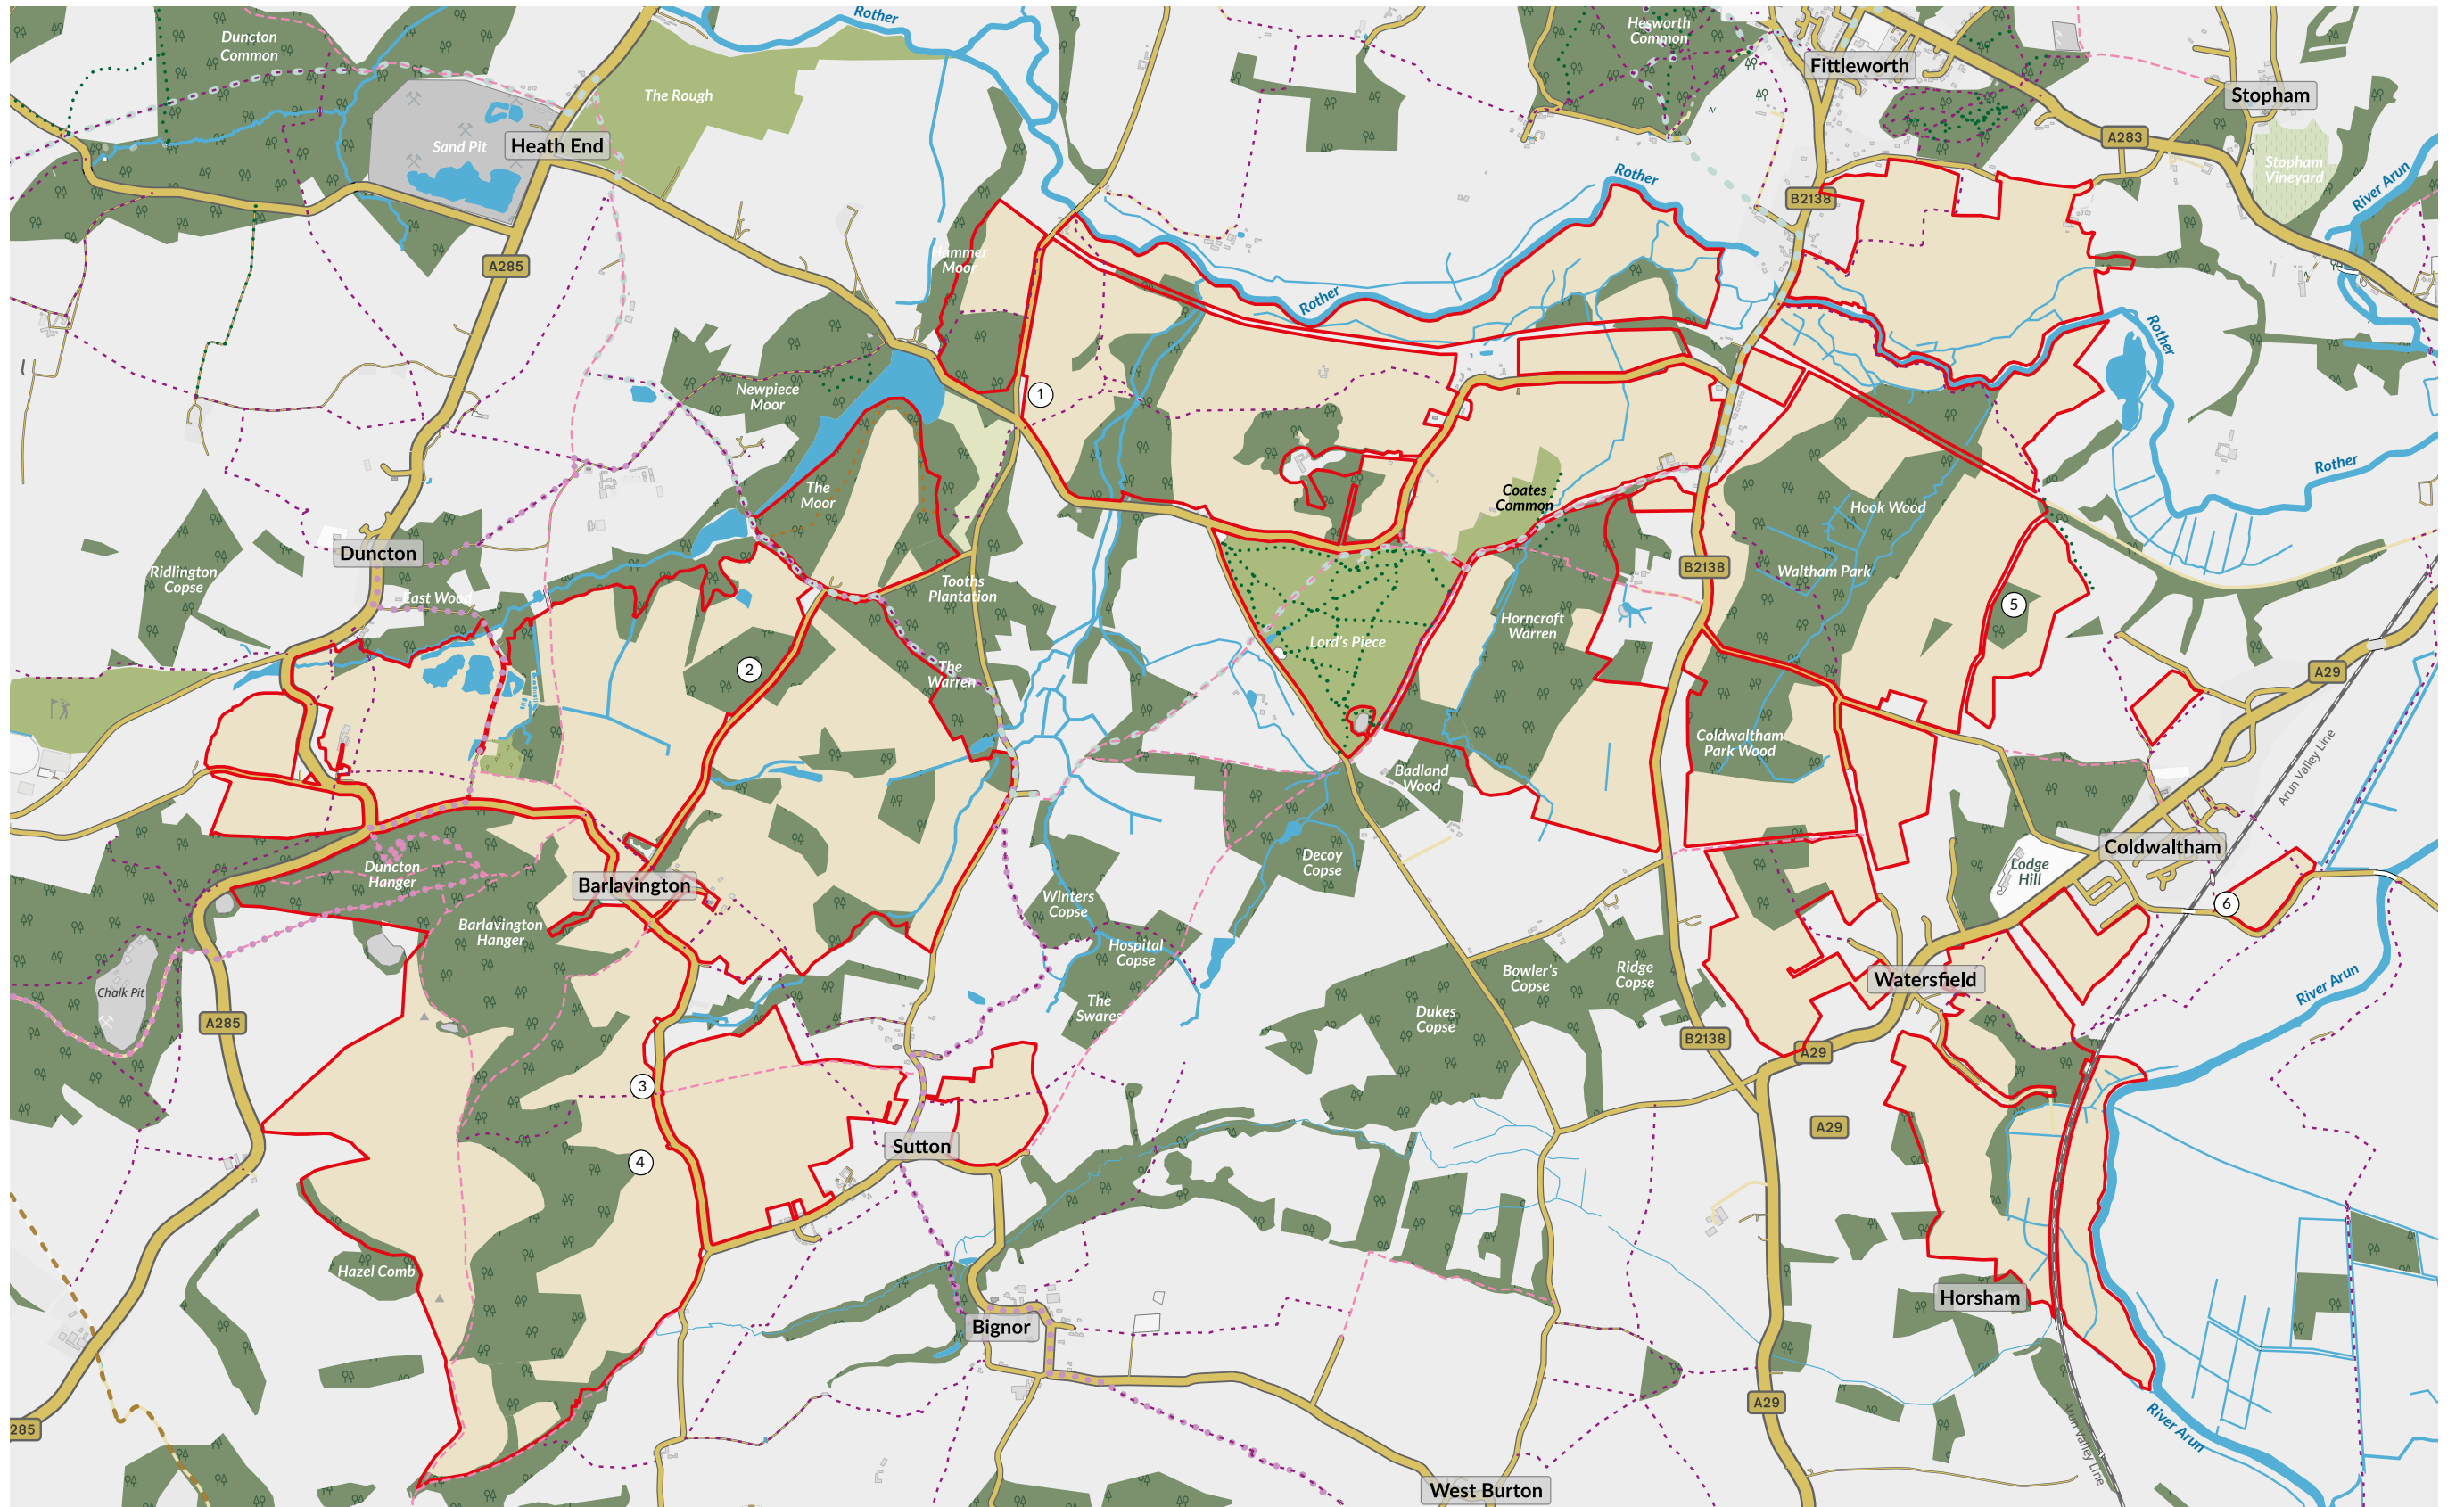 Rother
Duncton
Common
Hesworth
Common
Fittleworth
The Rough
Stopham
Sand Pit
Heath End
A283
Stopham
Vineyard
River Arun
Rother
B2138
Hammer
Moor
A285
Rother
Rother
Newpiece
Moor
1
Rother
The
Moor
Coates
Common
Hook Wood
Duncton
Ridlington
Copse
East Wood
Tooths
Plantation
B2138
Waltham Park
5
Horncroft
Warren
Lord's Piece
2
The
Warren
A29
Coldwaltham
Park Wood
Badland
Wood
Arun Valley Line
Duncton
Hanger
Decoy
Copse
Coldwaltham
Lodge
Hill
Barlavington
Winters
Copse
6
Barlavington
Hanger
Hospital
Copse
Bowler's
Copse
Ridge
Copse
Watersfield
Chalk Pit
The
Swares
Dukes
Copse
River Arun
A285
B2138
A29
3
A29
Sutton
4
Hazel Comb
Horsham
Bignor
A29
285
River Arun
Arun Valley Line
West Burton